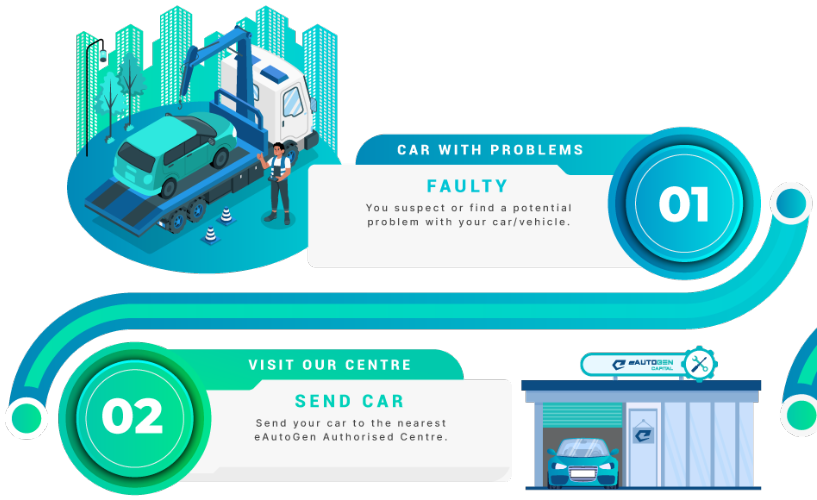 CAR WITH PROBLEMS
FAULTY
You suspect or find a potential
problem with your car/vehicle.
01
VISIT OUR CENTRE
02
SEND CAR
Send your car to the nearest
eAutoGen Authorised Centre.
eAUTOGEN
CAPITAL